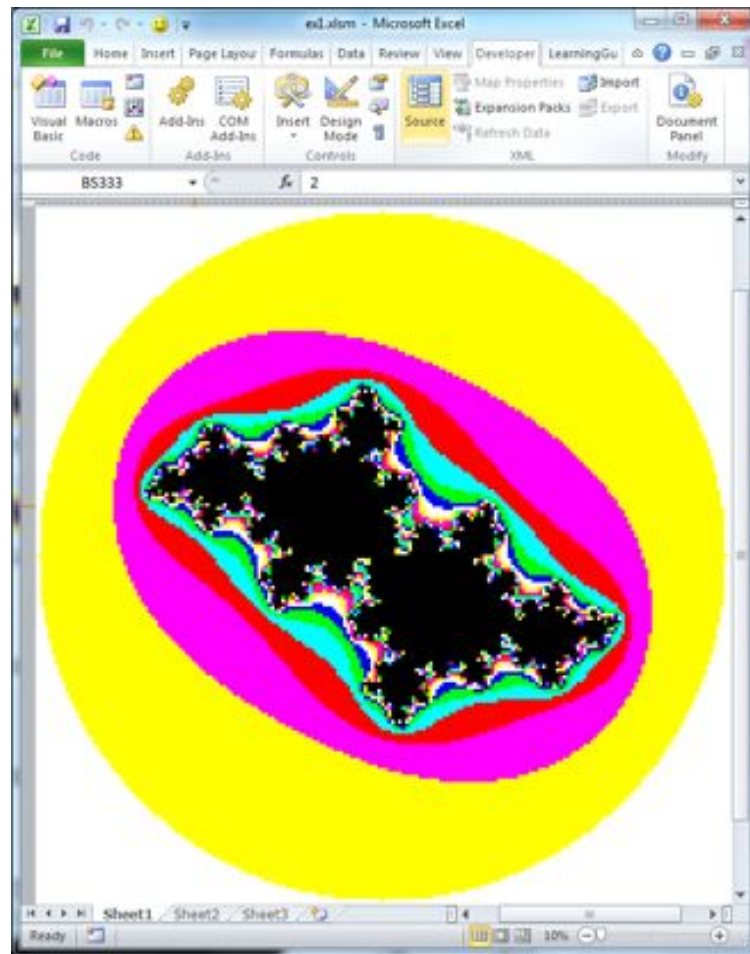 ex1.xlsm - Microsoft Excel
File Home Insert Page Layour Formulas Data Review View Developer LearningGu
Visual Basic
Macros
Add-Ins
COM Add-Ins
Insert
Design Mode
Source
Map Properties
Expansion Packs
Refresh Data
Import
Export
Document Panel
Code Add-Ins Controls XML Modify
BS333 fx 2
Sheet1 Sheet2 Sheet3
Ready 10%